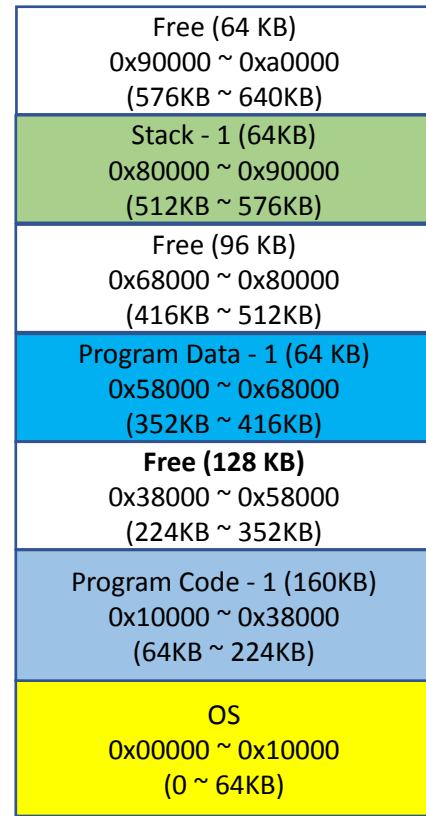 Free (64 KB)
0x90000 ~ 0xa0000
(576KB ~ 640KB)
Stack - 1 (64KB)
0x80000 ~ 0x90000
(512KB ~ 576KB)
Free (96 KB)
0x68000 ~ 0x80000
(416KB ~ 512KB)
Program Data - 1 (64 KB)
0x58000 ~ 0x68000
(352KB ~ 416KB)
Free (128 KB)
0x38000 ~ 0x58000
(224KB ~ 352KB)
Program Code - 1 (160KB)
0x10000 ~ 0x38000
(64KB ~ 224KB)
OS
0x00000 ~ 0x10000
(0 ~ 64KB)